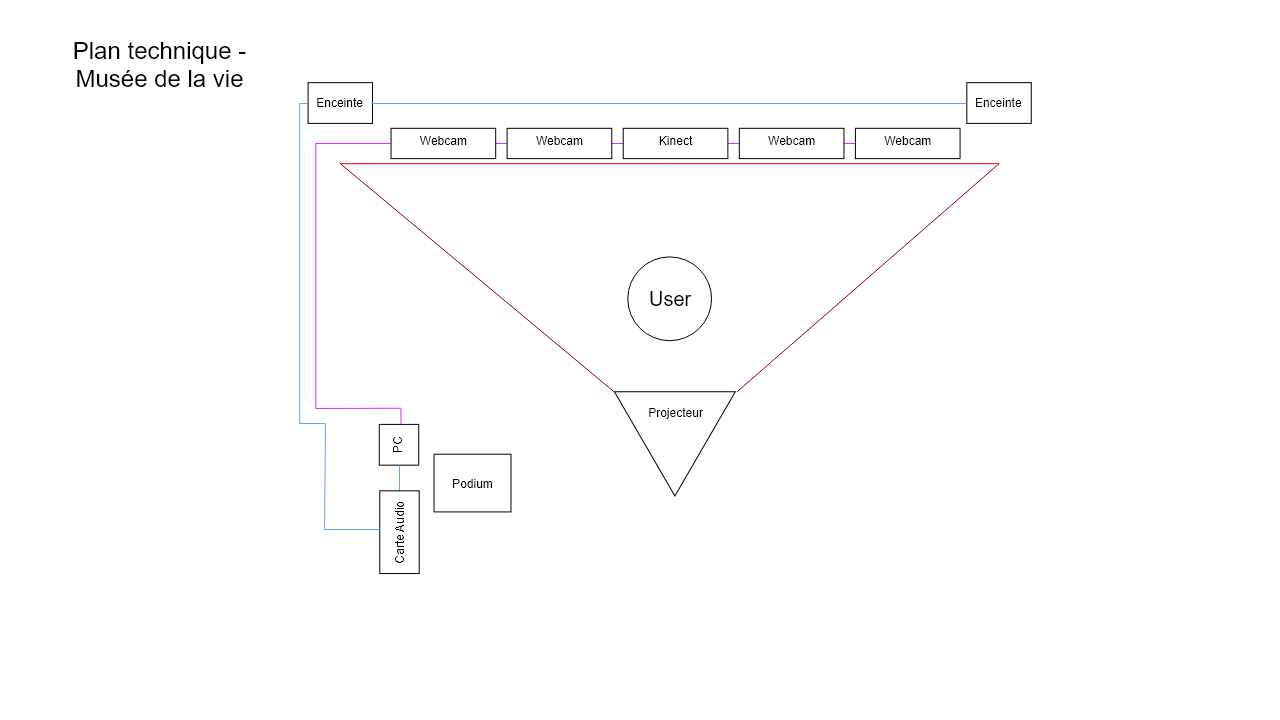 Plan technique -
Musée de la vie
Enceinte
Enceinte
Webcam
Webcam
Kinect
Webcam
Webcam
User
Projecteur
PC
Podium
Carte Audio